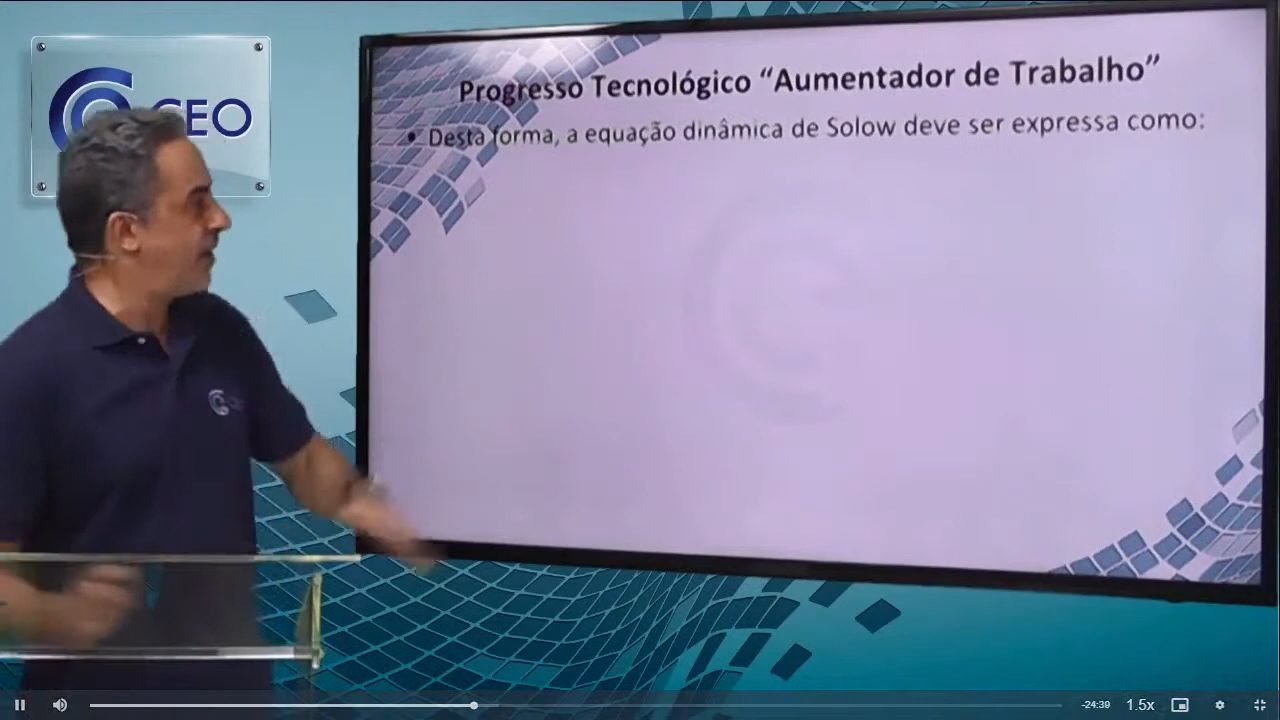 CEO
Progresso Tecnológico “Aumentador de Trabalho”
• Desta forma, a equação dinâmica de Solow deve ser expressa como:
-24:39
1.5x